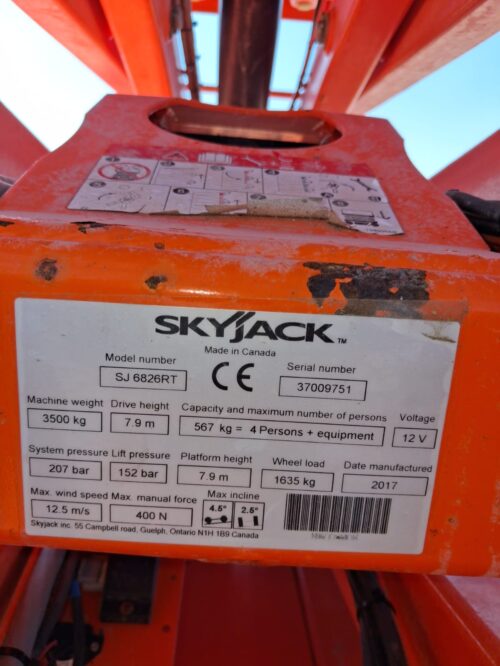 SKYJACK TM
Made in Canada
Model number
SJ 6826RT
CE
Serial number
37009751
Machine weight Drive height Capacity and maximum number of persons Voltage
3500 kg 7.9 m 567 kg = 4 Persons + equipment 12 V
System pressure Lift pressure Platform height Wheel load Date manufactured
207 bar 152 bar 7.9 m 1635 kg 2017
Max. wind speed Max. manual force Max incline
12.5 m/s 400 N 4.5° 2.5°
Skyjack inc. 55 Campbell road, Guelph, Ontario N1H 1B9 Canada